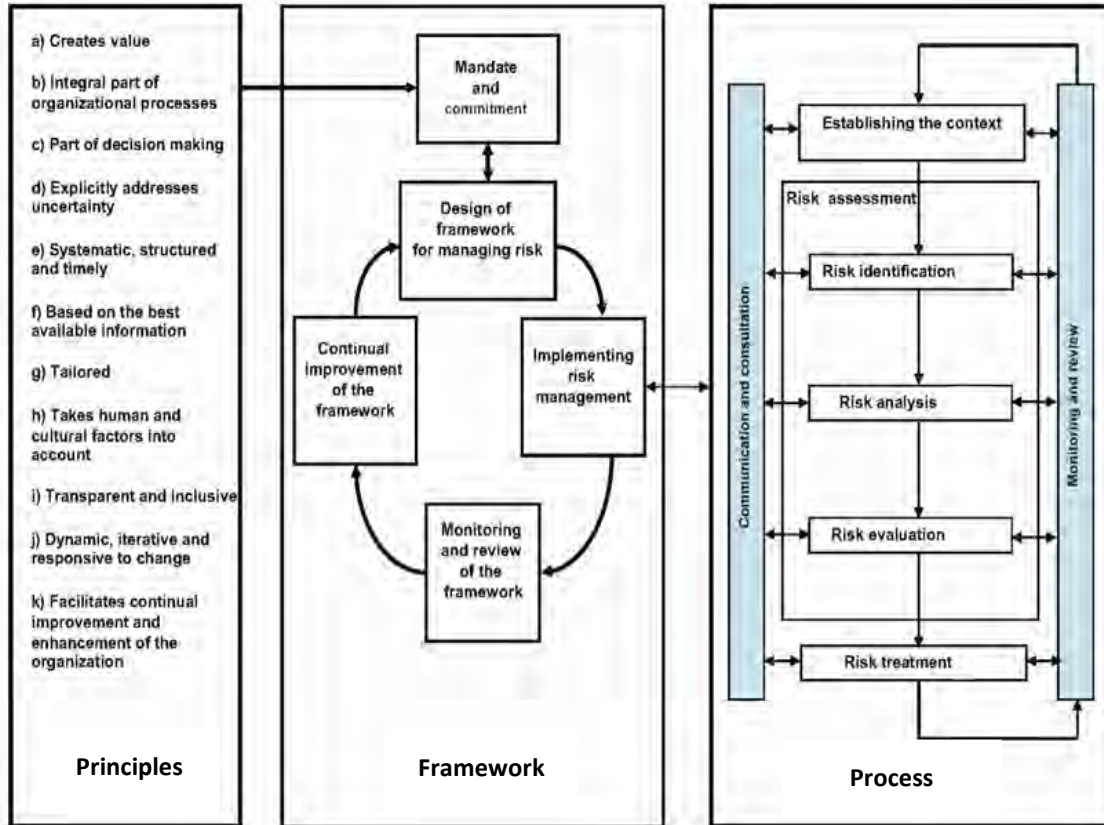 a) Creates value
b) Integral part of
organizational processes
c) Part of decision making
d) Explicitly addresses
uncertainty
e) Systematic, structured
and timely
f) Based on the best
available information
g) Tailored
h) Takes human and
cultural factors into
account
i) Transparent and inclusive
j) Dynamic, iterative and
responsive to change
k) Facilitates continual
improvement and
enhancement of the
organization
Principles
Mandate
and
commitment
Design of
framework
for managing risk
Continual
improvement
of the
framework
Implementing
risk
management
Monitoring
and review
of the
framework
Framework
Communication and consultation
Establishing the context
Risk assessment
Risk identification
Risk analysis
Risk evaluation
Risk treatment
Monitoring and review
Process